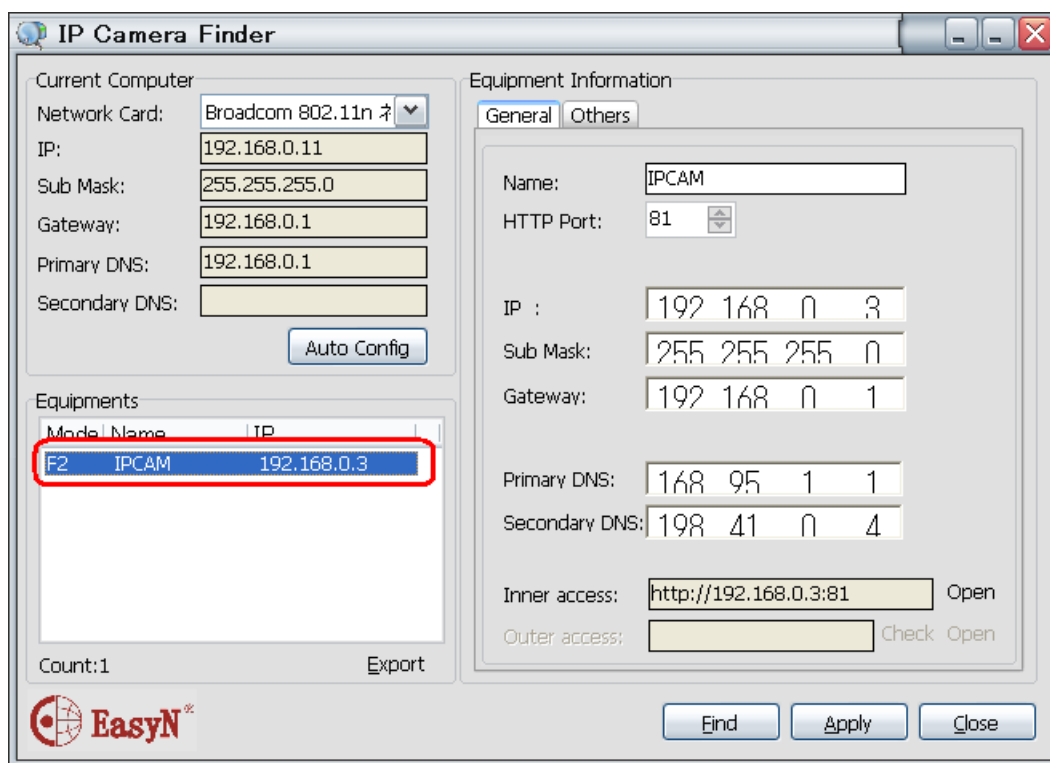 IP Camera Finder
Current Computer
Network Card: Broadcom 802.11n ネ
IP: 192.168.0.11
Sub Mask: 255.255.255.0
Gateway: 192.168.0.1
Primary DNS: 192.168.0.1
Secondary DNS:
Auto Config
Equipments
Mode Name IP
F2 IPCAM 192.168.0.3
Count:1 Export
EasyN®
Equipment Information
General Others
Name: IPCAM
HTTP Port: 81
IP : 192 168 0 3
Sub Mask: 255 255 255 0
Gateway: 192 168 0 1
Primary DNS: 168 95 1 1
Secondary DNS: 198 41 0 4
Inner access: http://192.168.0.3:81 Open
Outer access: Check Open
Find Apply Close